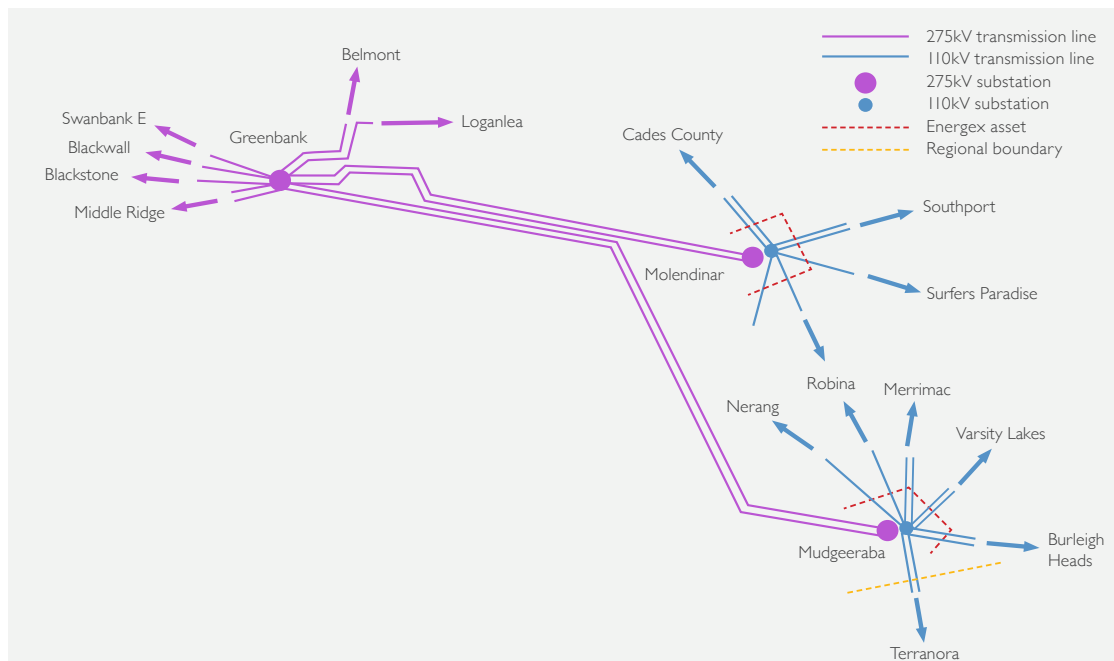 275kV transmission line
110kV transmission line
275kV substation
110kV substation
Energex asset
Regional boundary
Belmont
Loganlea
Swanbank E
Greenbank
Blackwall
Blackstone
Middle Ridge
Cades County
Southport
Molendinar
Surfers Paradise
Robina
Merrimac
Nerang
Varsity Lakes
Mudgeeraba
Burleigh
Heads
Terranora